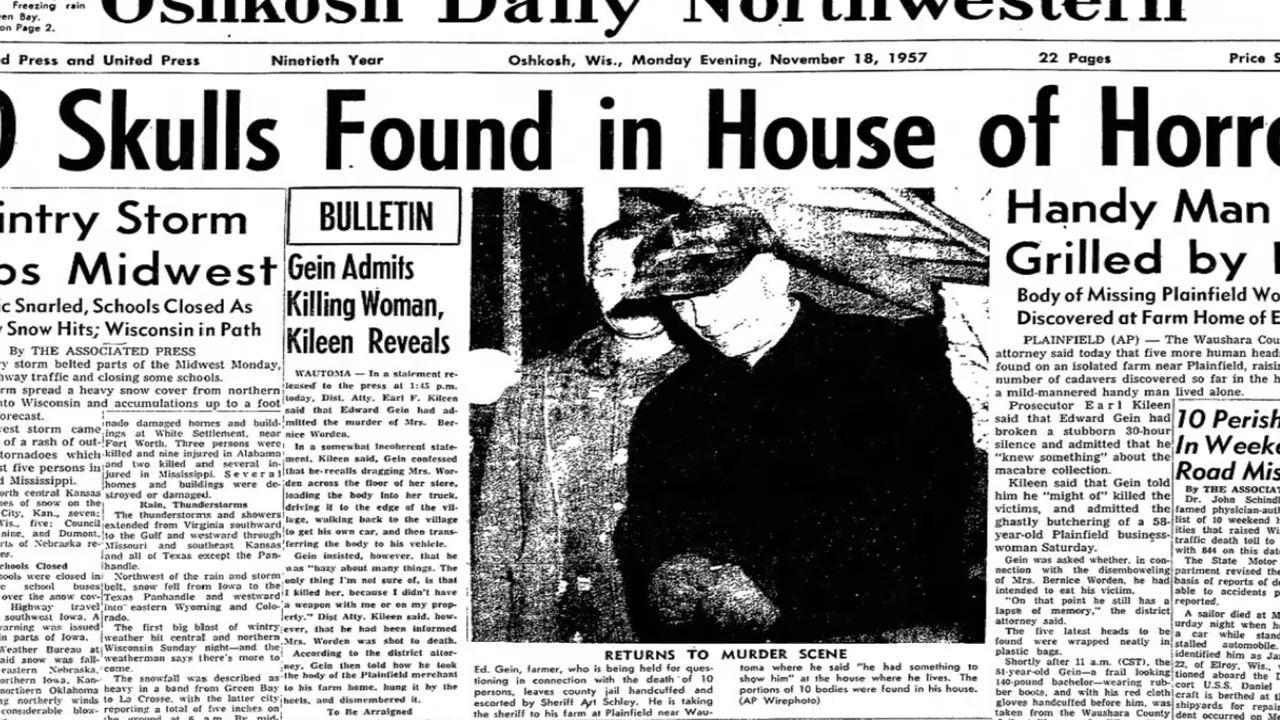 Freezing rain
en Bay.
on Page 2.
Oshkosh Daily Northwestern
d Press and United Press
Ninetieth Year
Oshkosh, Wis., Monday Evening, November 18, 1957
22 Pages
Price
Skulls Found in House of Horr
intry Storm
Midwest
Snarled, Schools Closed As
Snow Hits; Wisconsin in Path
By THE ASSOCIATED PRESS
ry storm belted parts of the Midwest Monday,
hway traffic and closing some schools.
rm spread a heavy snow cover from northern
nto Wisconsin and accumulations up to a foot
orecast.
vest storm came
of a rash of out-
tornadoes which
st five persons in
d Mississippi.
orth central Kansas
nes of snow on the
City, Kan., seven;
Wis., five; Council
nine, and Dumont,
rts of Nebraska re-
es.
chools Closed
ools were closed in
school buses
over the snow cov-
Highway travel
southwest Iowa. A
arning was issued
in parts of Iowa.
Weather Bureau at
aid snow was fall-
eastern Nebraska,
northern Iowa, Kan-
northern Oklahoma
ng northerly winds
considerable blow-
nado damaged homes and build-
ings at White Settlement, near
Fort Worth. Three persons were
killed and nine injured in Alabama
and two killed and several in-
jured in Mississippi. Several
homes and buildings were de-
stroyed or damaged.
Rain, Thunderstorms
The thunderstorms and showers
extended from Virginia southward
to the Gulf and westward through
Missouri and southeast Kansas
and all of Texas except the Pan-
handle.
Northwest of the rain and storm
belt, snow fell from Iowa to the
Texas Panhandle and westward
into eastern Wyoming and Colo-
rado.
The first big blast of wintry
weather hit central and northern
Wisconsin Sunday night—and the
weatherman says there's more to
come.
The snowfall was described as
heavy in a band from Green Bay
to La Crosse, with the latter city
reporting a total of five inches on
the ground at 6 a.m. By mid-
BULLETIN
Gein Admits
Killing Woman,
Kileen Reveals
WAUTOMA — In a statement re-
leased to the press at 1:45 p.m.
today, Dist. Atty. Earl F. Kileen
said that Edward Gein had ad-
mitted the murder of Mrs. Ber-
nice Worden.
In a somewhat incoherent state-
ment, Kileen said, Gein confessed
that he recalls dragging Mrs. Wor-
den across the floor of her store,
loading the body into her truck,
driving it to the edge of the vil-
lage, walking back to the village
to get his own car, and then trans-
ferring the body to his vehicle.
Gein insisted, however, that he
was "hazy about many things. The
only thing I'm not sure of, is that
I killed her, because I didn't have
a weapon with me or on my prop-
erty." Dist Atty. Kileen said, how-
ever, that he had been informed
Mrs. Worden was shot to death.
According to the district attor-
ney, Gein then told how he took
the body of the Plainfield merchant
to his farm home, hung it by the
heels, and dismembered it.
To Be Arraigned
RETURNS TO MURDER SCENE
Ed. Gein, farmer, who is being held for ques-
tioning in connection with the death of 10
persons, leaves county jail handcuffed and
escorted by Sheriff Art Schley. He is taking
the sheriff to his farm at Plainfield near Wau-
toma where he said "he had something to
show him" at the house where he lives. The
portions of 10 bodies were found in his house.
(AP Wirephoto)
Handy Man
Grilled by
Body of Missing Plainfield Wo
Discovered at Farm Home of E
PLAINFIELD (AP) — The Waushara Cou
attorney said today that five more human head
found on an isolated farm near Plainfield, raisin
number of cadavers discovered so far in the h
a mild-mannered handy man lived alone.
Prosecutor Earl Kileen
said that Edward Gein had
broken a stubborn 30-hour
silence and admitted that he
"knew something" about the
macabre collection.
Kileen said that Gein told
him he "might of" killed the
victims, and admitted the
ghastly butchering of a 58-
year-old Plainfield business-
woman Saturday.
Gein was asked whether, in con-
nection with the disemboweling
of Mrs. Bernice Worden, he had
intended to eat his victim.
"On that point he still has a
lapse of memory," the district
attorney said.
The five latest heads to be
found were wrapped neatly in
plastic bags.
Shortly after 11 a.m. (CST), the
51-year-old Gein—a frail looking
140-pound bachelor—wearing rub-
ber boots, and with his red cloth
gloves handcuffed before him, was
taken from the Waushara County
10 Perish
In Weeke
Road Mis
By THE ASSOCIAT
Dr. John Schindl
famed physician-auth
list of 10 weekend
ities that raised Wi
traffic death toll to
with 844 on this dat
The State Motor
partment revised the
basis of reports of d
able to accidents p
reported.
A sailor died at M
urday night when h
a car while stand
stalled automobile.
identified him as Ja
22, of Elroy, Wis.,
tioned aboard the D
cort U.S.S. Daniel
craft is berthed at
shipyards for repai